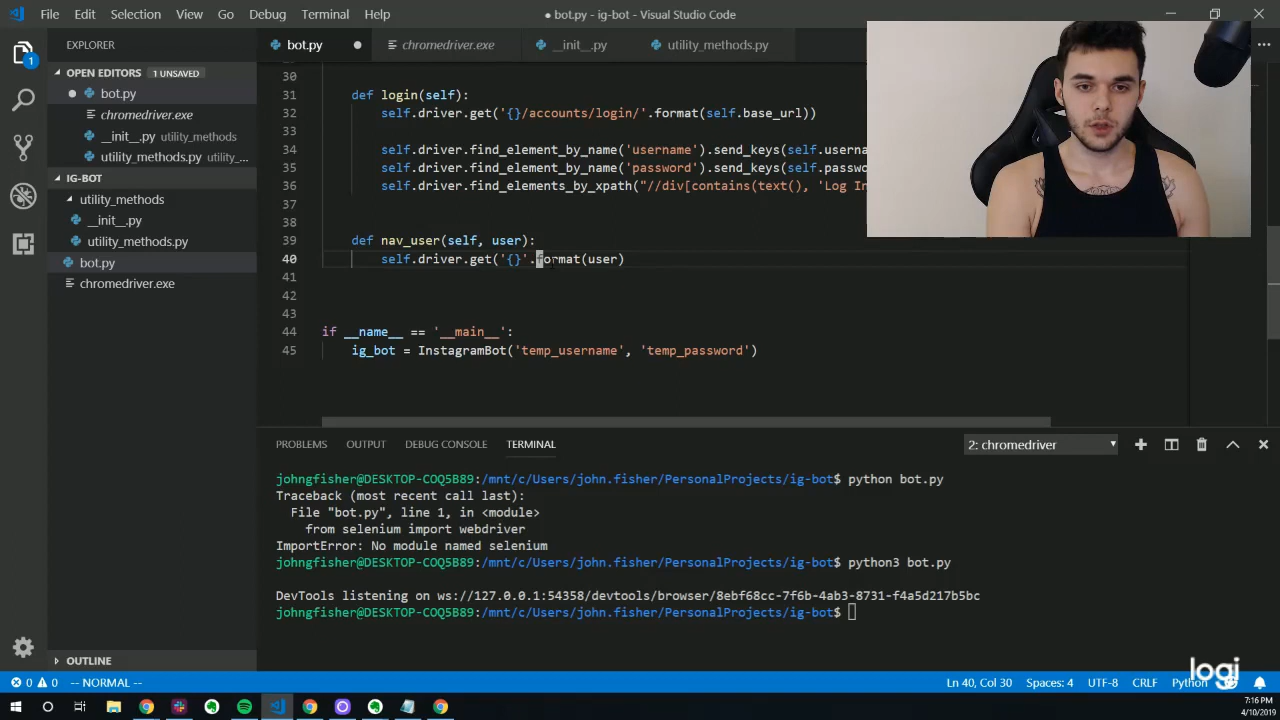 File Edit Selection View Go Debug Terminal Help
● bot.py - ig-bot - Visual Studio Code
EXPLORER
OPEN EDITORS 1 UNSAVED
● bot.py
chromedriver.exe
__init__.py utility_methods
utility_methods.py utility_...
IG-BOT
utility_methods
__init__.py
utility_methods.py
bot.py
chromedriver.exe
OUTLINE
bot.py ● chromedriver.exe __init__.py utility_methods.py
30
31 def login(self):
32 self.driver.get('{}/accounts/login/'.format(self.base_url))
33
34 self.driver.find_element_by_name('username').send_keys(self.userna
35 self.driver.find_element_by_name('password').send_keys(self.passw
36 self.driver.find_elements_by_xpath("//div[contains(text(), 'Log In
37
38
39 def nav_user(self, user):
40 self.driver.get('{}'.format(user)
41
42
43
44 if __name__ == '__main__':
45 ig_bot = InstagramBot('temp_username', 'temp_password')
PROBLEMS OUTPUT DEBUG CONSOLE TERMINAL
2: chromedriver
johngfisher@DESKTOP-COQ5B89:/mnt/c/Users/john.fisher/PersonalProjects/ig-bot$ python bot.py
Traceback (most recent call last):
File "bot.py", line 1, in <module>
from selenium import webdriver
ImportError: No module named selenium
johngfisher@DESKTOP-COQ5B89:/mnt/c/Users/john.fisher/PersonalProjects/ig-bot$ python3 bot.py
DevTools listening on ws://127.0.0.1:54358/devtools/browser/8ebf68cc-7f6b-4ab3-8731-f4a5d217b5bc
johngfisher@DESKTOP-COQ5B89:/mnt/c/Users/john.fisher/PersonalProjects/ig-bot$
logi
0 0 -- NORMAL --
Ln 40, Col 30 Spaces: 4 UTF-8 CRLF Python
7:16 PM
4/10/2019